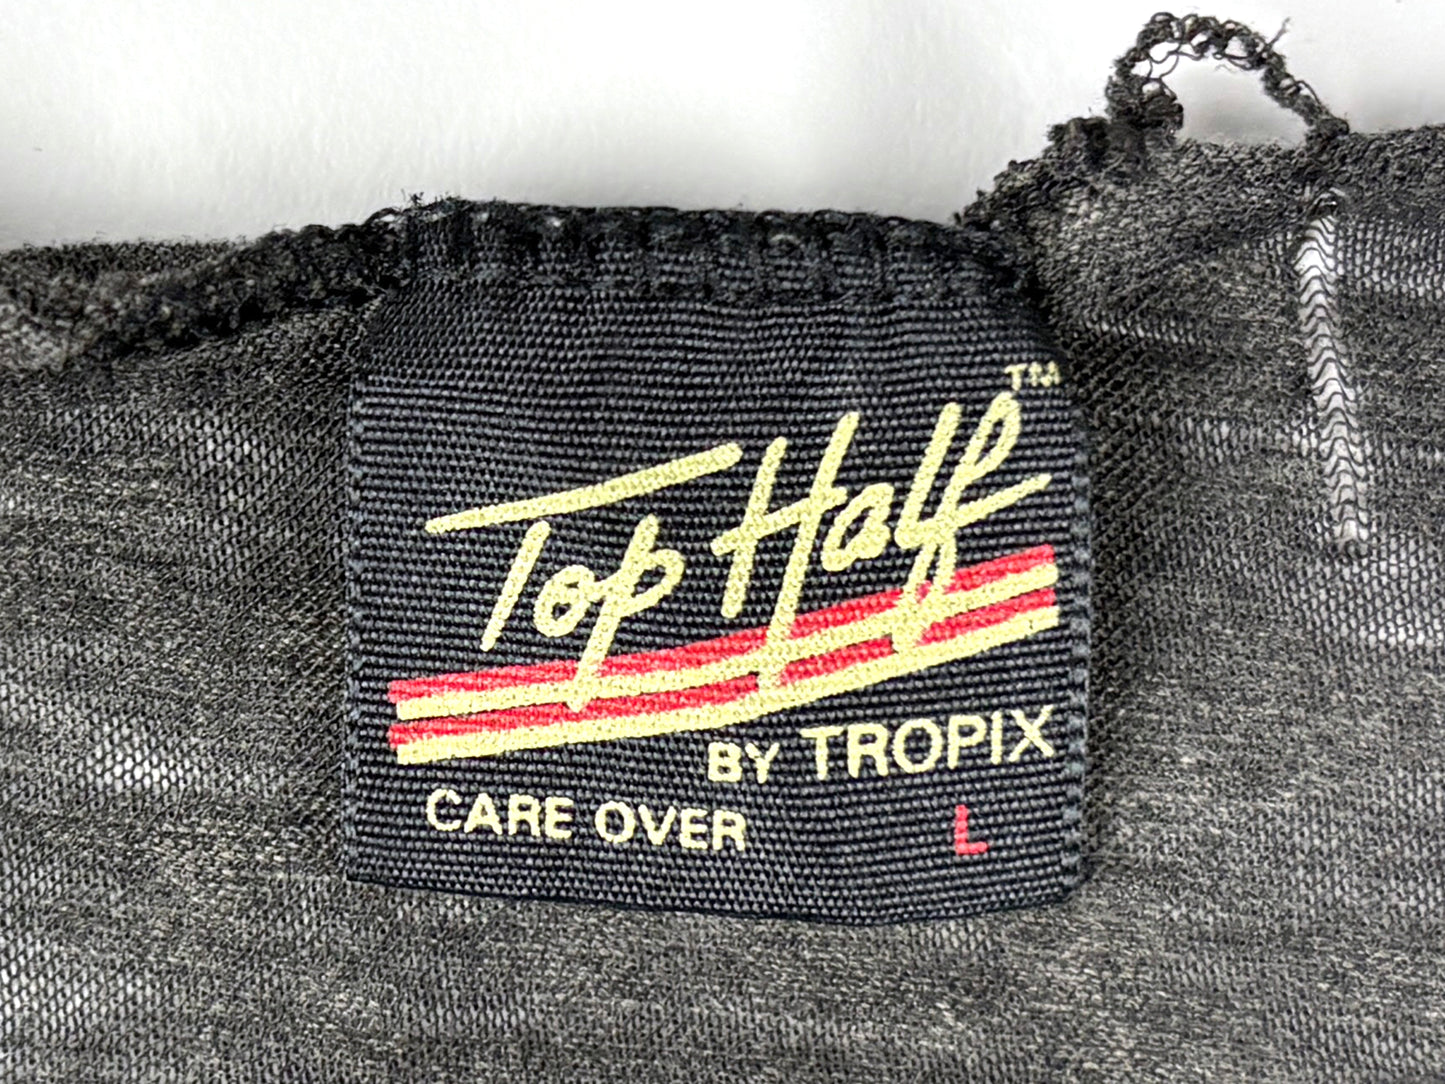 Top Half™
BY TROPIX
CARE OVER L